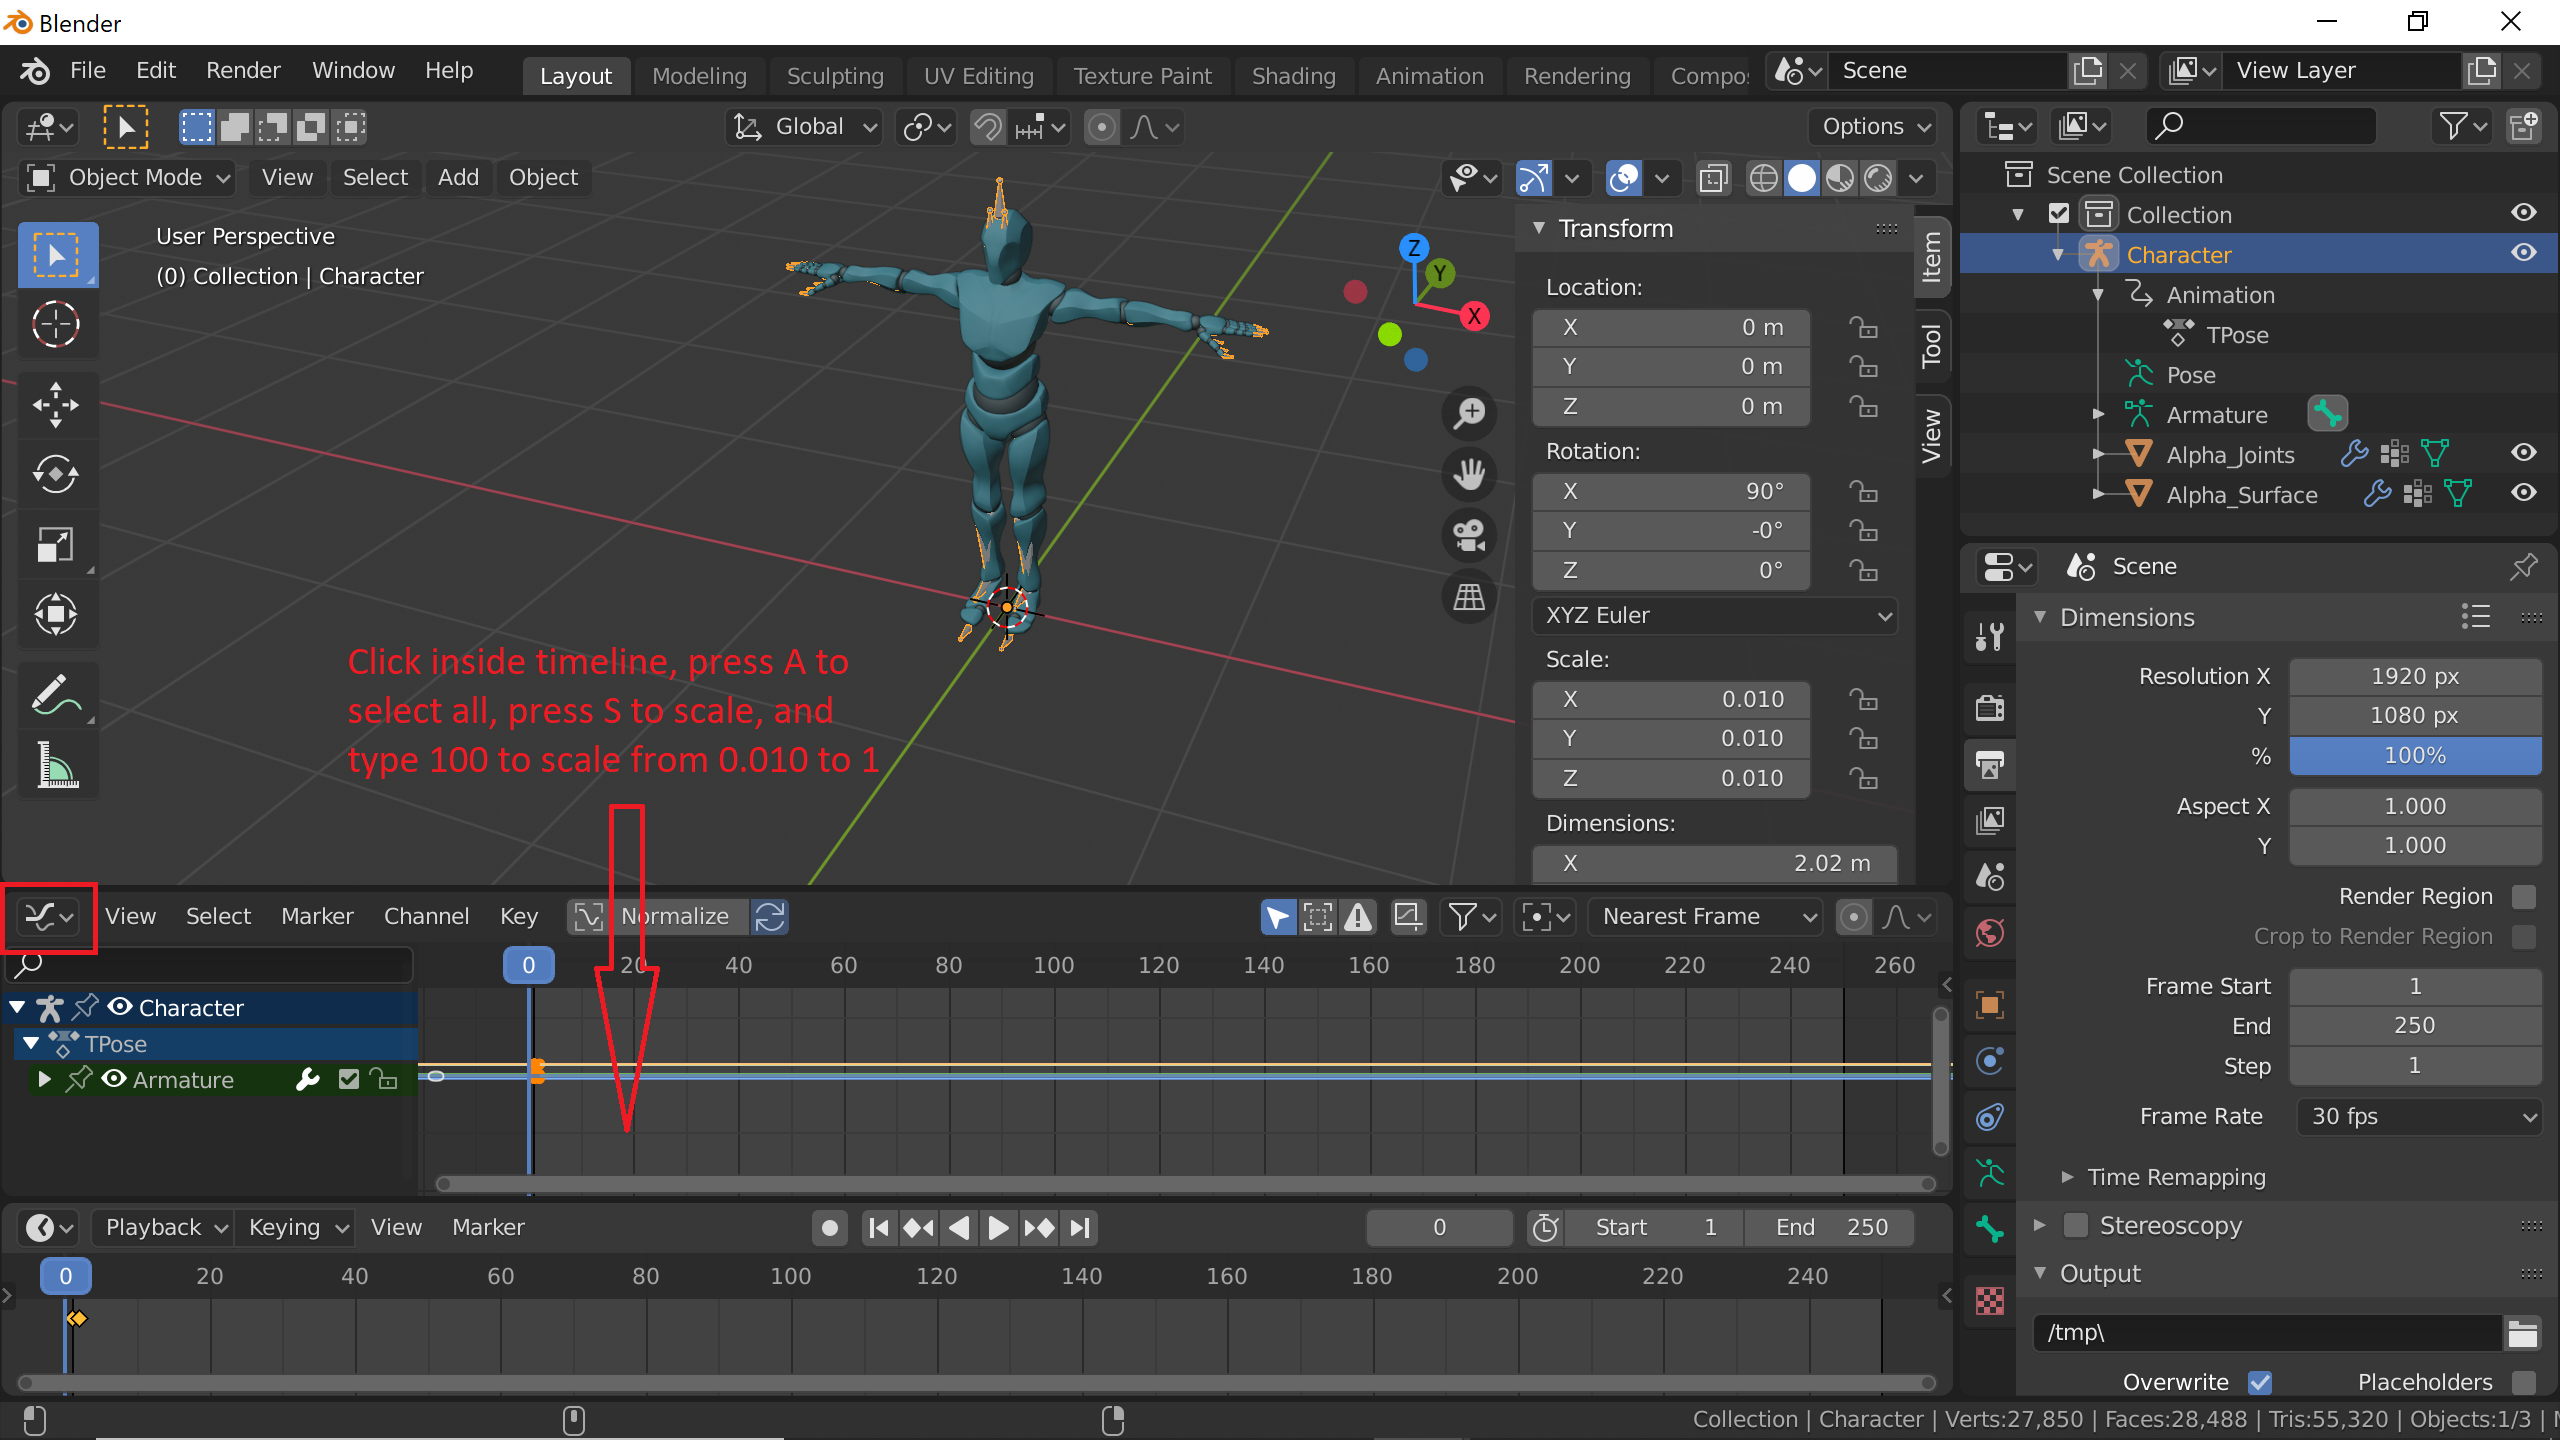 Blender
File Edit Render Window Help
Layout Modeling Sculpting UV Editing Texture Paint Shading Animation Rendering Compos
Scene
View Layer
Global
Options
Object Mode View Select Add Object
User Perspective
(0) Collection | Character
Z
Y
X
Click inside timeline, press A to
select all, press S to scale, and
type 100 to scale from 0.010 to 1
Transform
Location:
X 0 m
Y 0 m
Z 0 m
Rotation:
X 90°
Y -0°
Z 0°
XYZ Euler
Scale:
X 0.010
Y 0.010
Z 0.010
Dimensions:
X 2.02 m
Item
Tool
View
Scene Collection
Collection
Character
Animation
TPose
Pose
Armature
Alpha_Joints
Alpha_Surface
Scene
Dimensions
Resolution X 1920 px
Y 1080 px
% 100%
Aspect X 1.000
Y 1.000
Render Region
Crop to Render Region
Frame Start 1
End 250
Step 1
Frame Rate 30 fps
Time Remapping
Stereoscopy
Output
/tmp\
Overwrite Placeholders
View Select Marker Channel Key Normalize Nearest Frame
0 20 40 60 80 100 120 140 160 180 200 220 240 260
Character
TPose
Armature
Playback Keying View Marker 0 Start 1 End 250
0 20 40 60 80 100 120 140 160 180 200 220 240
Collection | Character | Verts:27,850 | Faces:28,488 | Tris:55,320 | Objects:1/3 |